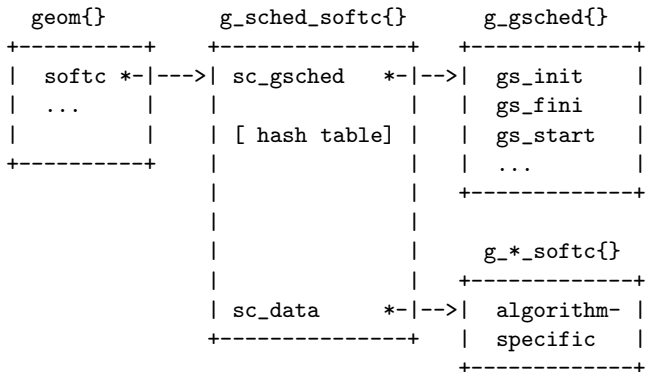 geom{}          g_sched_softc{}      g_gsched{}
+----------+    +---------------+    +-------------+
|  softc *-|--->| sc_gsched   *-|-->|  gs_init    |
|  ...     |    |               |   |  gs_fini    |
|          |    | [ hash table] |   |  gs_start   |
+----------+    |               |   |  ...        |
                |               |   +-------------+
                |               |
                |               |     g_*_softc{}
                |               |   +-------------+
                | sc_data     *-|-->|  algorithm- |
                +---------------+   |  specific   |
                                    +-------------+